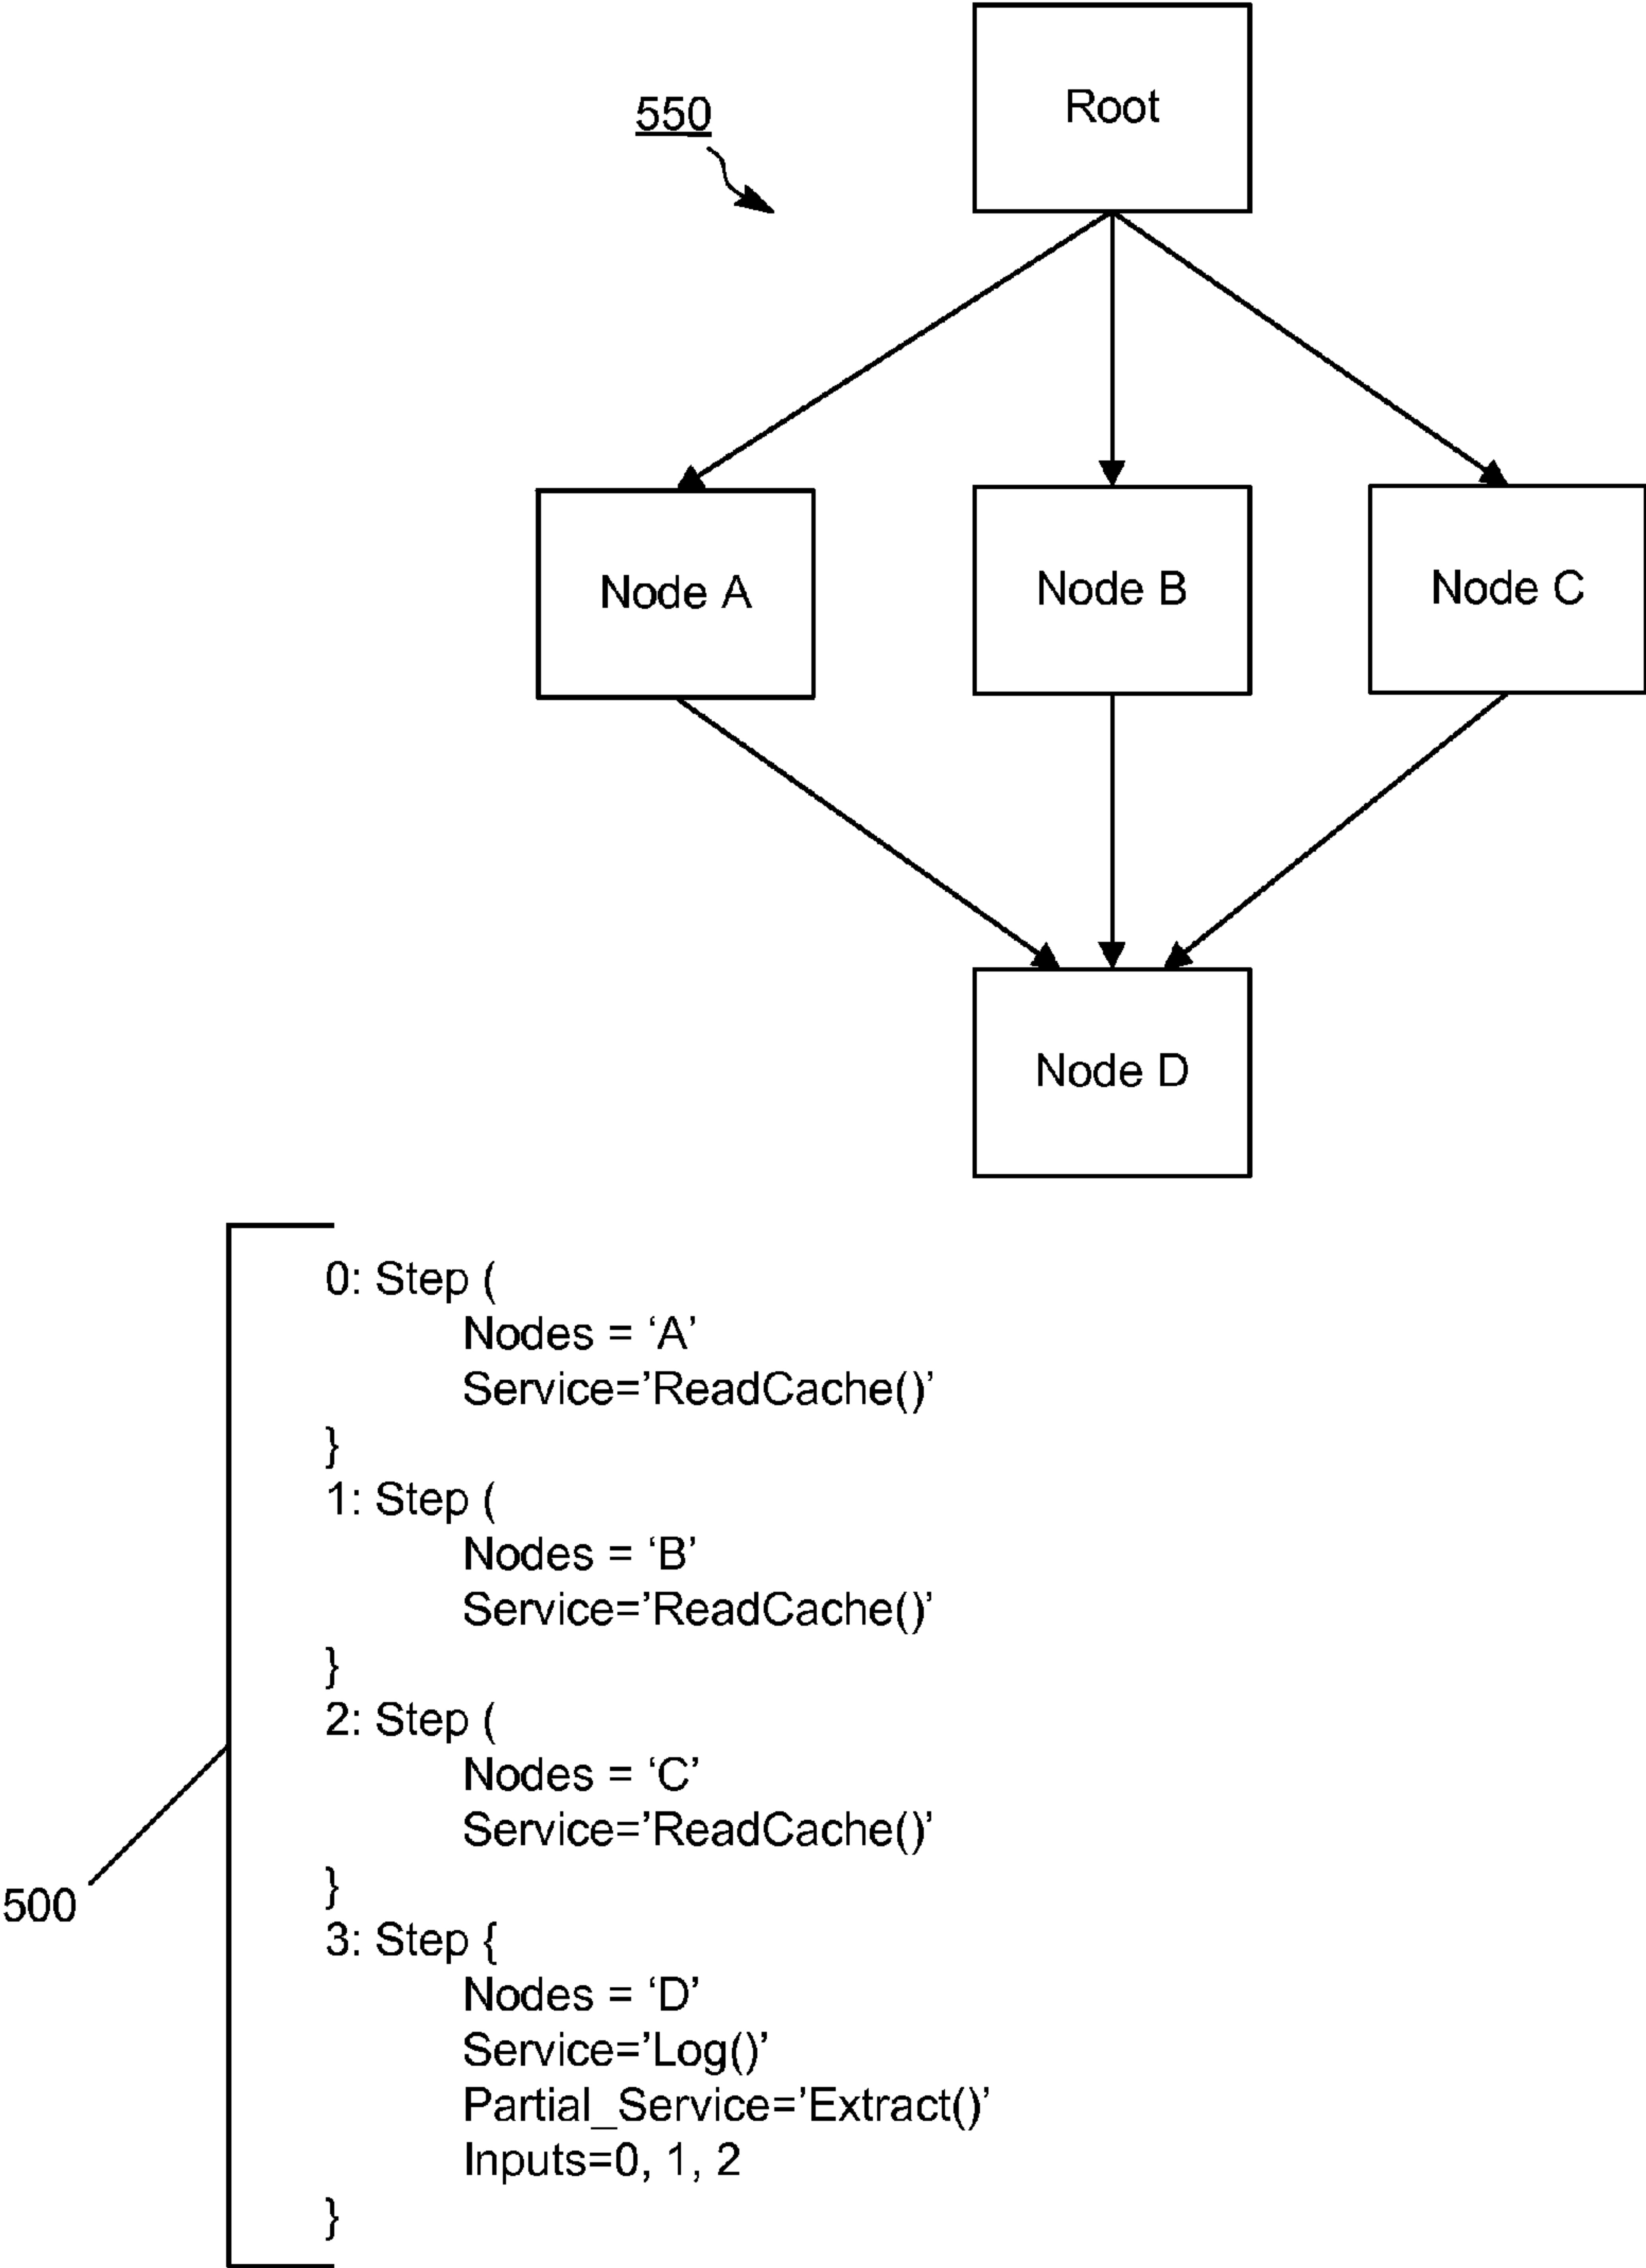 Root
550
Node A
Node B
Node C
Node D
0: Step (
Nodes = ‘A’
Service=’ReadCache()’
}
1: Step (
Nodes = ‘B’
Service=’ReadCache()’
}
2: Step (
Nodes = ‘C’
Service=’ReadCache()’
}
500
3: Step {
Nodes = ‘D’
Service=’Log()’
Partial_Service=’Extract()’
Inputs=0, 1, 2
}